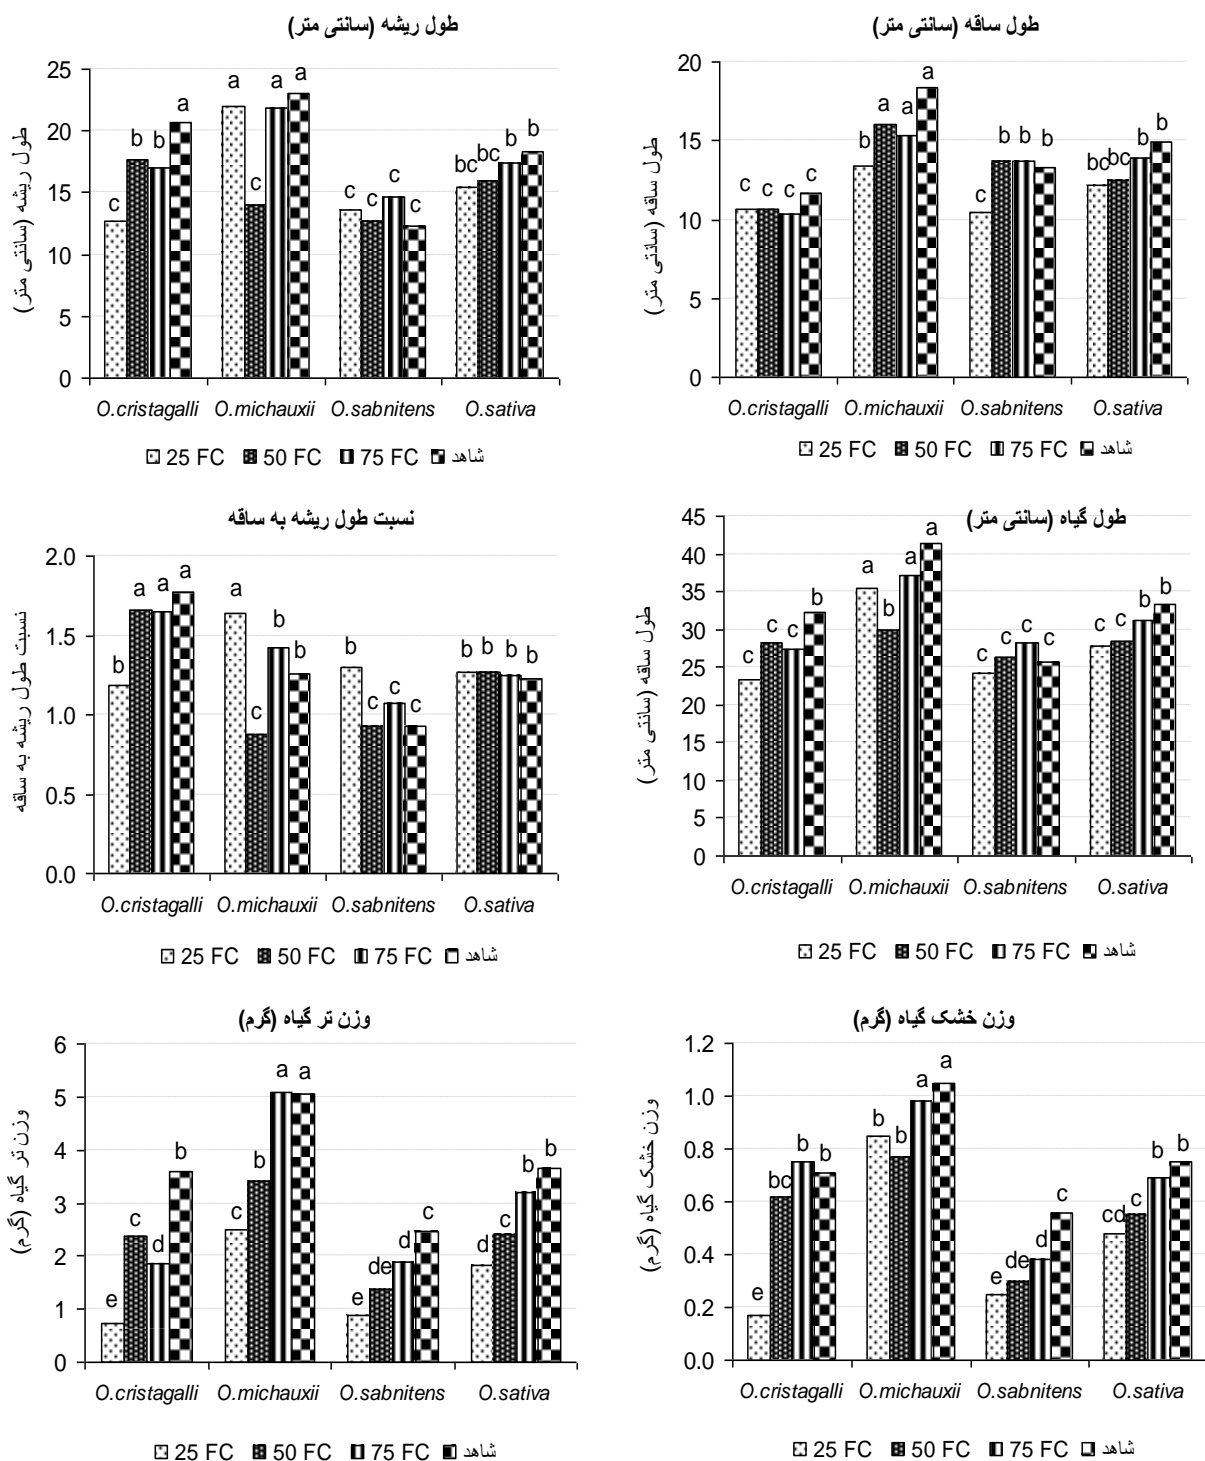 طول ریشه (سانتی متر)
طول ریشه (سانتی متر)
25
20
15
10
5
0
c b b a
a c a a
c c c c
bc bc b b
O.cristagalli O.michauxii O.sabnitens O.sativa
25 FC 50 FC 75 FC شاهد
طول ساقه (سانتی متر)
طول ساقه (سانتی متر)
20
15
10
5
0
c c c c
b a a a
c b b b
bc bc b b
O.cristagalli O.michauxii O.sabnitens O.sativa
25 FC 50 FC 75 FC شاهد
نسبت طول ریشه به ساقه
نسبت طول ریشه به ساقه
2.0
1.5
1.0
0.5
0.0
b a a a
a c b b
b c c c
b b b b
O.cristagalli O.michauxii O.sabnitens O.sativa
25 FC 50 FC 75 FC شاهد
طول گیاه (سانتی متر)
طول ساقه (سانتی متر)
45
40
35
30
25
20
15
10
5
0
c c c b
a b a a
c c c c
c c b b
O.cristagalli O.michauxii O.sabnitens O.sativa
25 FC 50 FC 75 FC شاهد
وزن تر گیاه (گرم)
وزن تر گیاه (گرم)
6
5
4
3
2
1
0
e c d b
c b a a
e de d c
d c b b
O.cristagalli O.michauxii O.sabnitens O.sativa
25 FC 50 FC 75 FC شاهد
وزن خشک گیاه (گرم)
وزن خشک گیاه (گرم)
1.2
1.0
0.8
0.6
0.4
0.2
0.0
e bc b b
b b a a
e de d c
cd c b b
O.cristagalli O.michauxii O.sabnitens O.sativa
25 FC 50 FC 75 FC شاهد